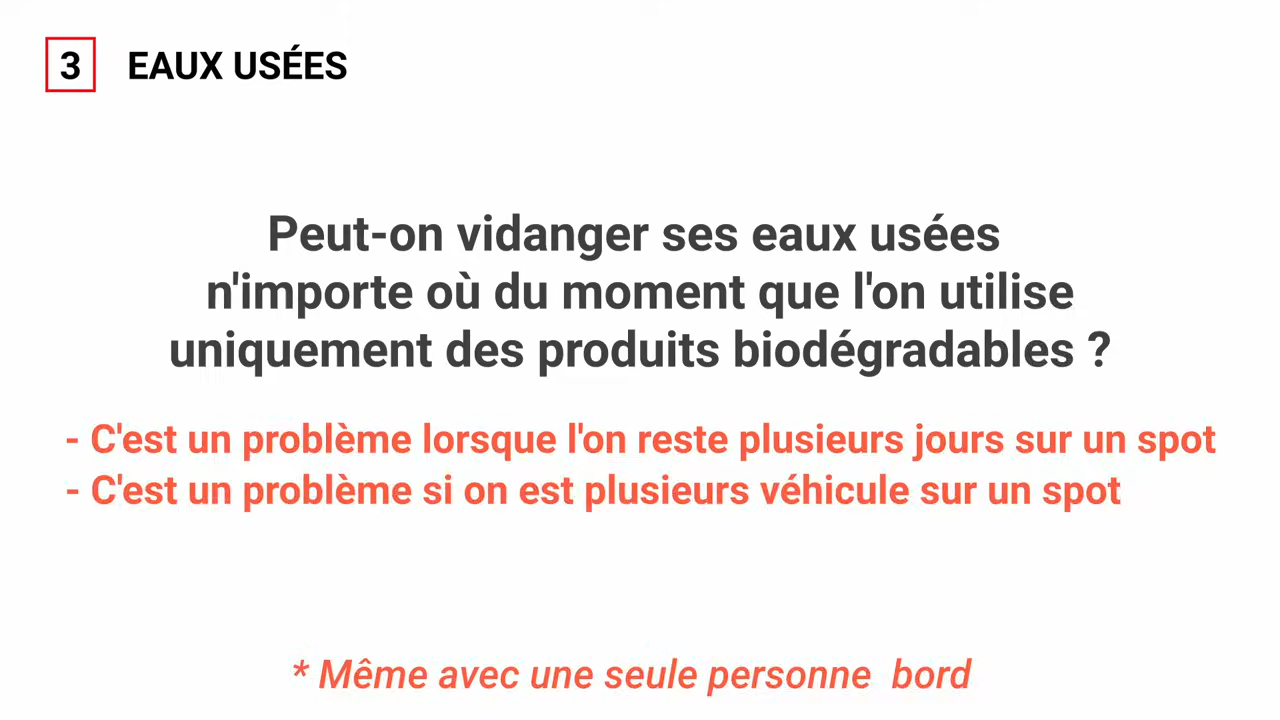 3 EAUX USÉES
Peut-on vidanger ses eaux usées
n'importe où du moment que l'on utilise
uniquement des produits biodégradables ?
- C'est un problème lorsque l'on reste plusieurs jours sur un spot
- C'est un problème si on est plusieurs véhicule sur un spot
* Même avec une seule personne  bord